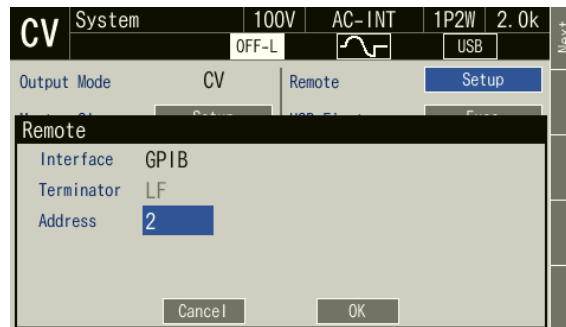 CV System 100V AC-INT 1P2W 2.0k
OFF-L USB
Next
Output Mode CV Remote Setup
Remote
Interface GPIB
Terminator LF
Address 2
Cancel OK